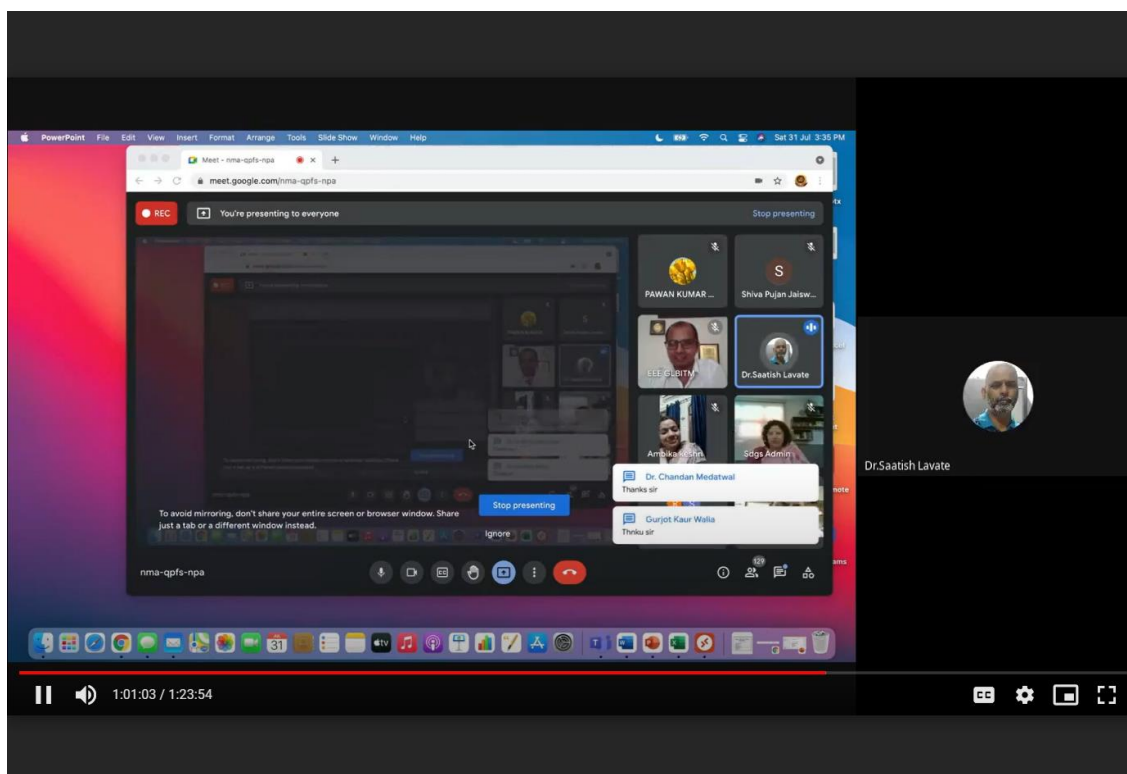 PowerPoint File Edit View Insert Format Arrange Tools Slide Show Window Help Sat 31 Jul 3:35 PM
Meet - nma-qpfs-npa
meet.google.com/nma-qpfs-npa
REC You're presenting to everyone Stop presenting
PAWAN KUMAR ...
S
Shiva Pujan Jaisw...
EEE GLBITM
Dr.Saatish Lavate
Ambika Keshri
Sdgs Admin
Dr.Saatish Lavate
Dr. Chandan Medatwal
Thanks sir
Gurjot Kaur Walia
Thnku sir
To avoid mirroring, don't share your entire screen or browser window. Share
just a tab or a different window instead.
Stop presenting
Ignore
nma-qpfs-npa
129
31
tv
1:01:03 / 1:23:54
CC